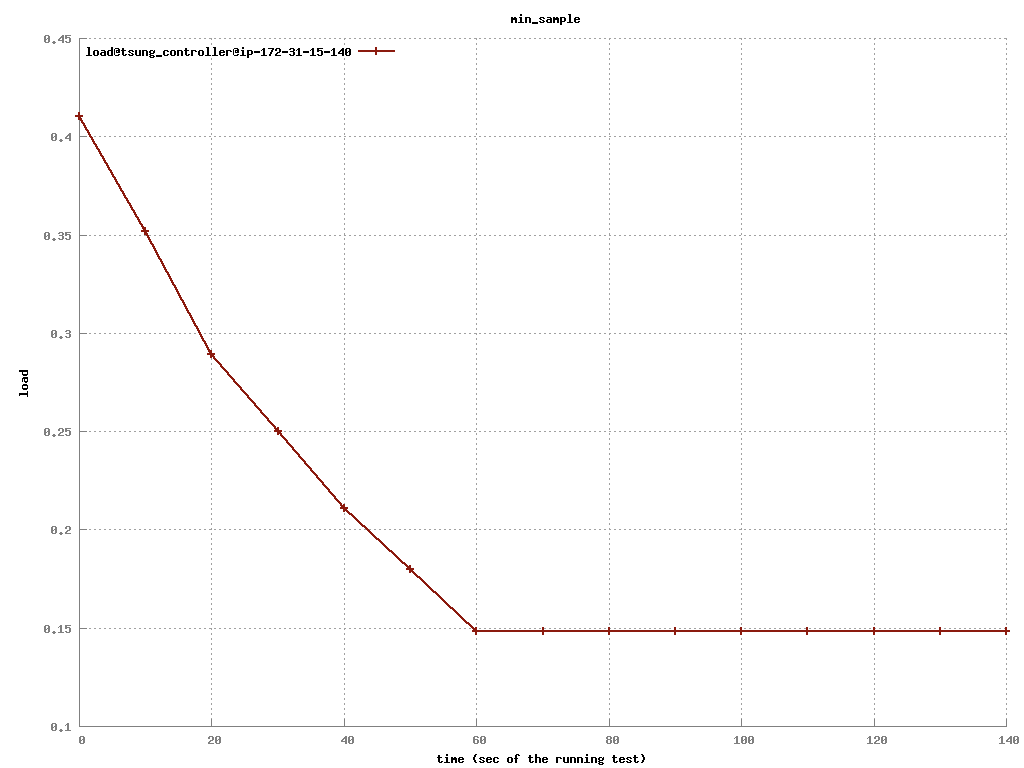 min_sample
load@tsung_controller@ip-172-31-15-140
0.45
0.4
0.35
0.3
0.25
0.2
0.15
0.1
load
0 20 40 60 80 100 120 140
time (sec of the running test)